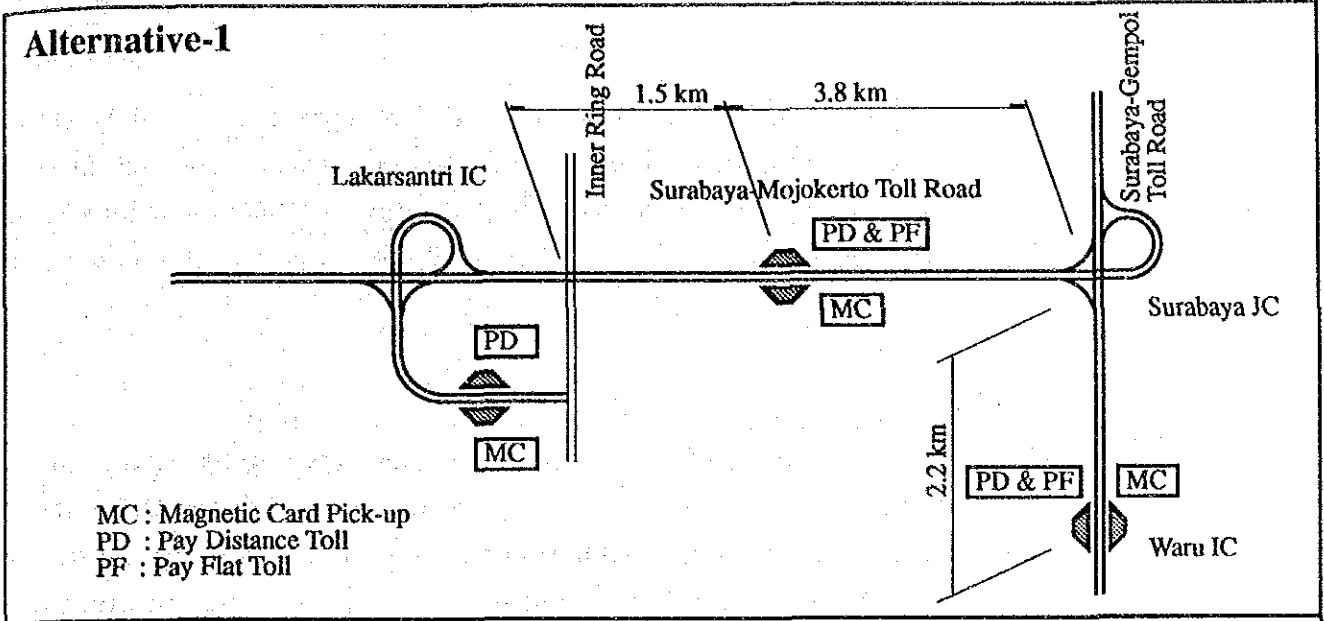 Alternative-1
Inner Ring Road
1.5 km
3.8 km
Surabaya-Gempol
Toll Road
Lakarsantri IC
Surabaya-Mojokerto Toll Road
PD & PF
MC
Surabaya JC
PD
MC
2.2 km
PD & PF
MC
Waru IC
MC : Magnetic Card Pick-up
PD : Pay Distance Toll
PF : Pay Flat Toll